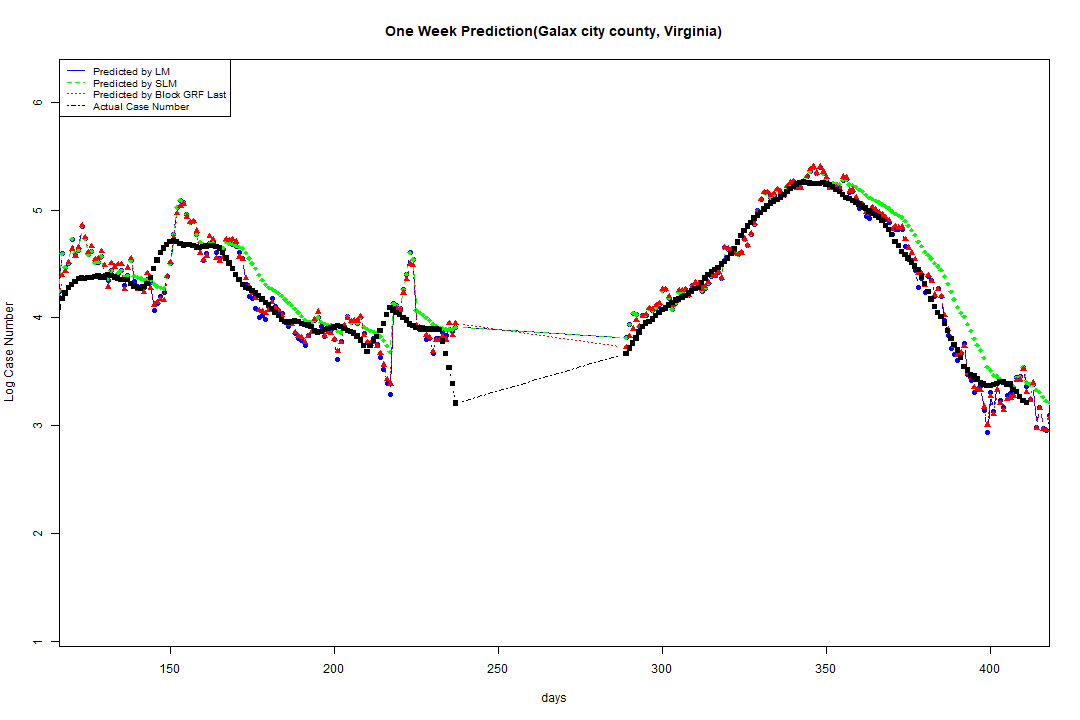 One Week Prediction(Galax city county, Virginia)
Predicted by LM
Predicted by SLM
Predicted by Block GRF Last
Actual Case Number
6
5
4
3
2
1
Log Case Number
150
200
250
300
350
400
days